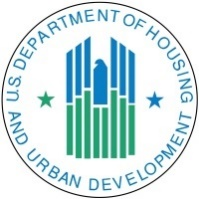 U.S. DEPARTMENT OF HOUSING
AND URBAN DEVELOPMENT